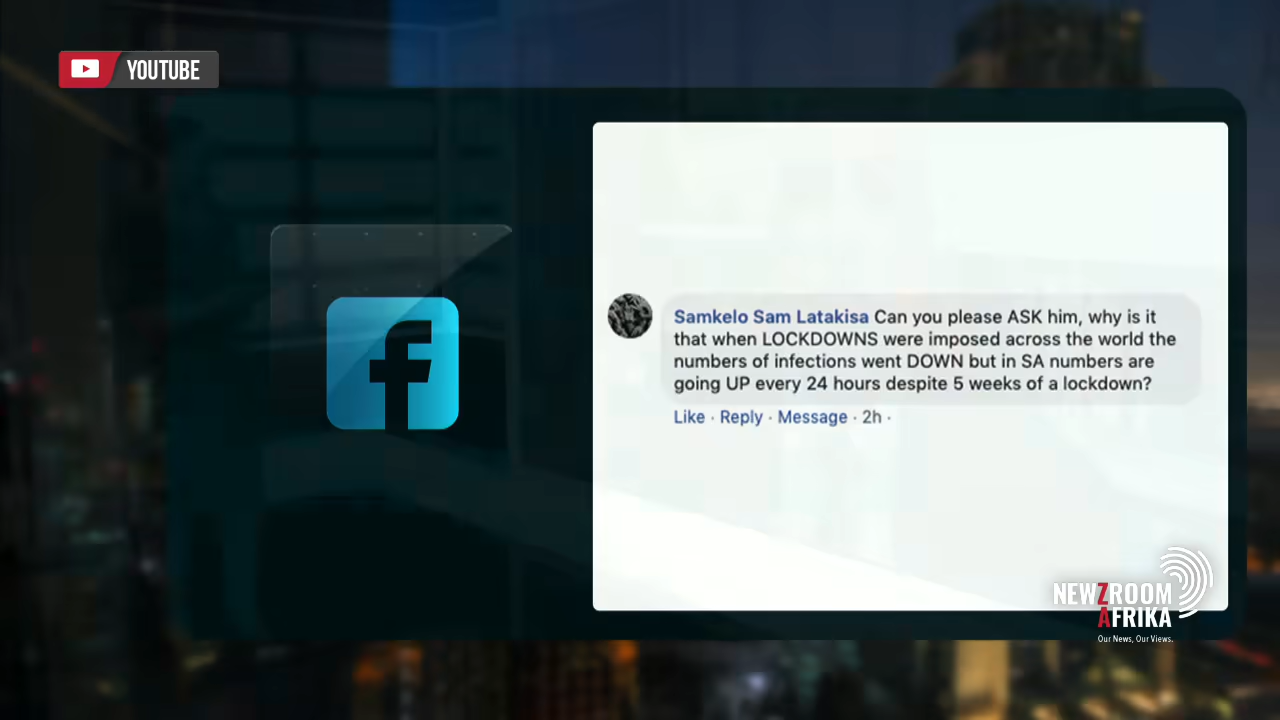 YOUTUBE
Samkelo Sam Latakisa Can you please ASK him, why is it
that when LOCKDOWNS were imposed across the world the
numbers of infections went DOWN but in SA numbers are
going UP every 24 hours despite 5 weeks of a lockdown?
Like · Reply · Message · 2h ·
NEWZROOM
AFRIKA
Our News, Our Views.